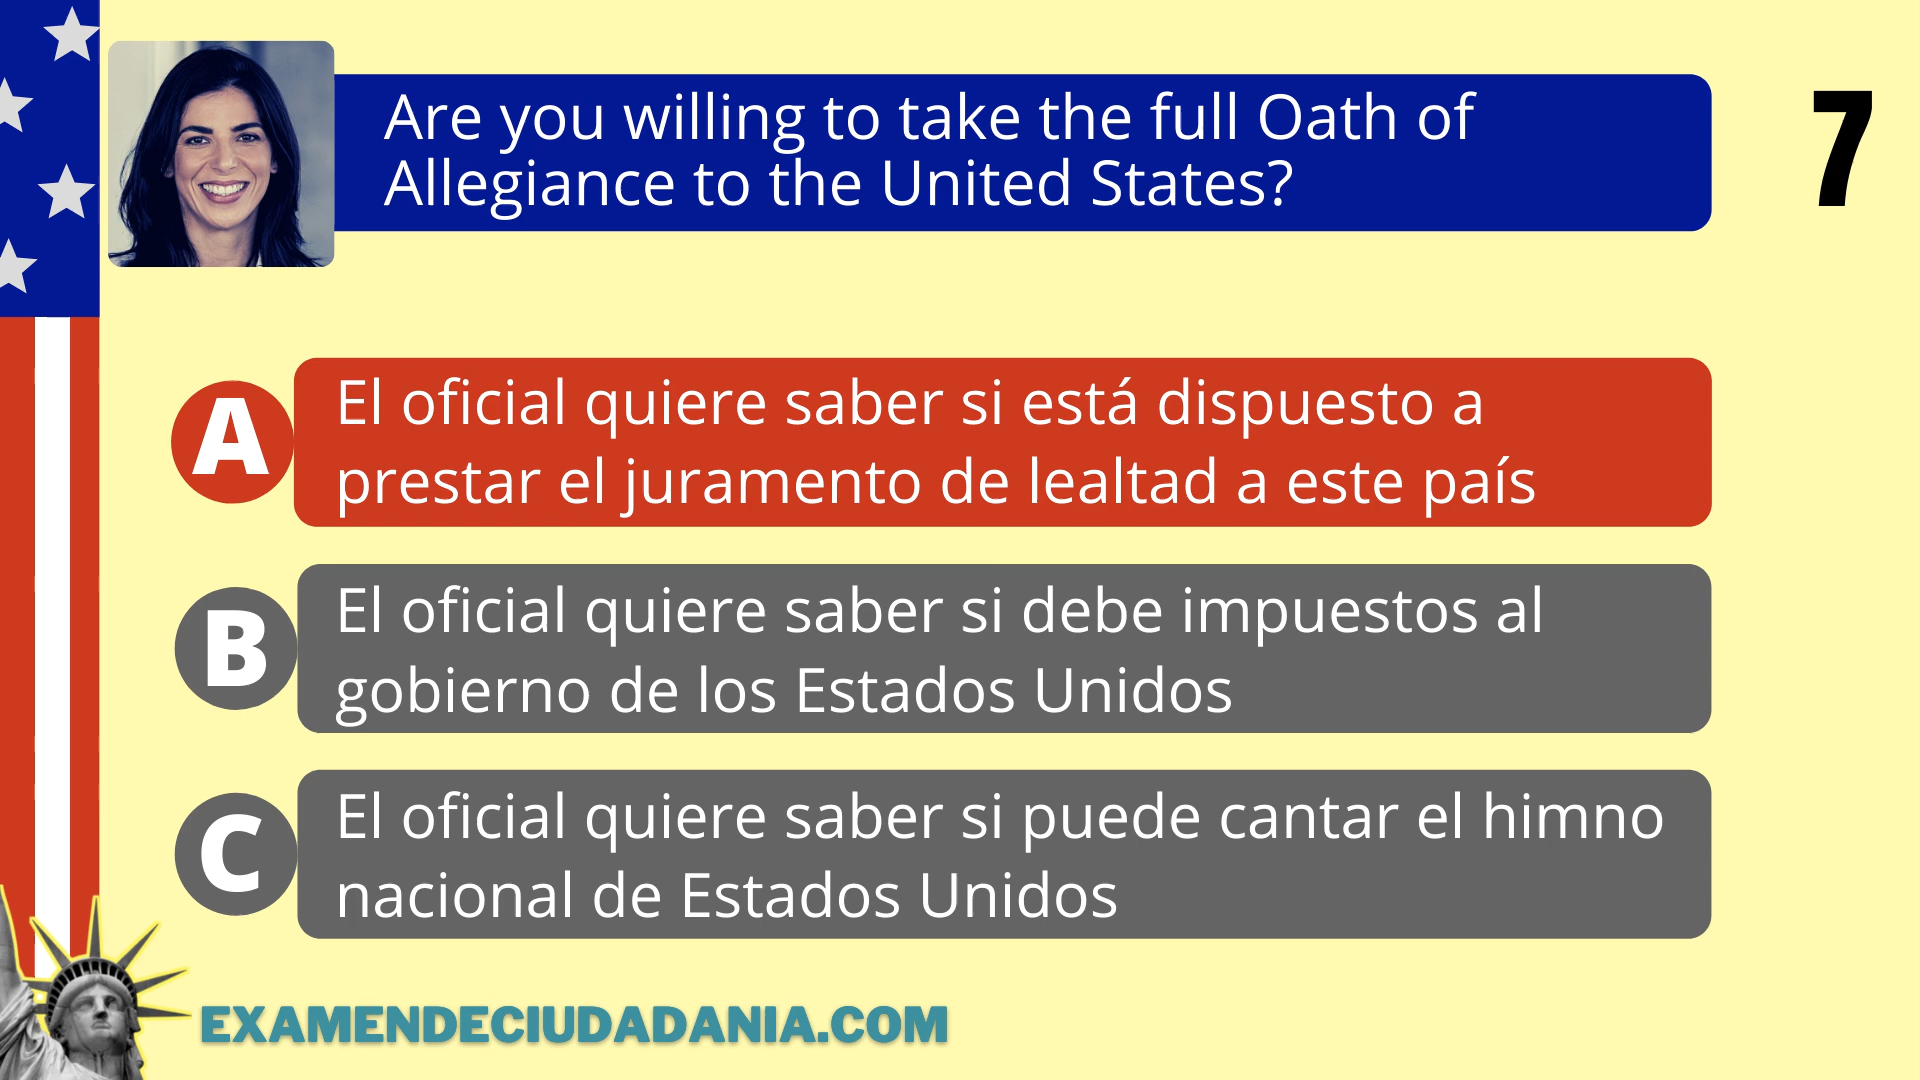 Are you willing to take the full Oath of
Allegiance to the United States?
7
A
El oficial quiere saber si está dispuesto a
prestar el juramento de lealtad a este país
B
El oficial quiere saber si debe impuestos al
gobierno de los Estados Unidos
C
El oficial quiere saber si puede cantar el himno
nacional de Estados Unidos
EXAMENDECIUDADANIA.COM